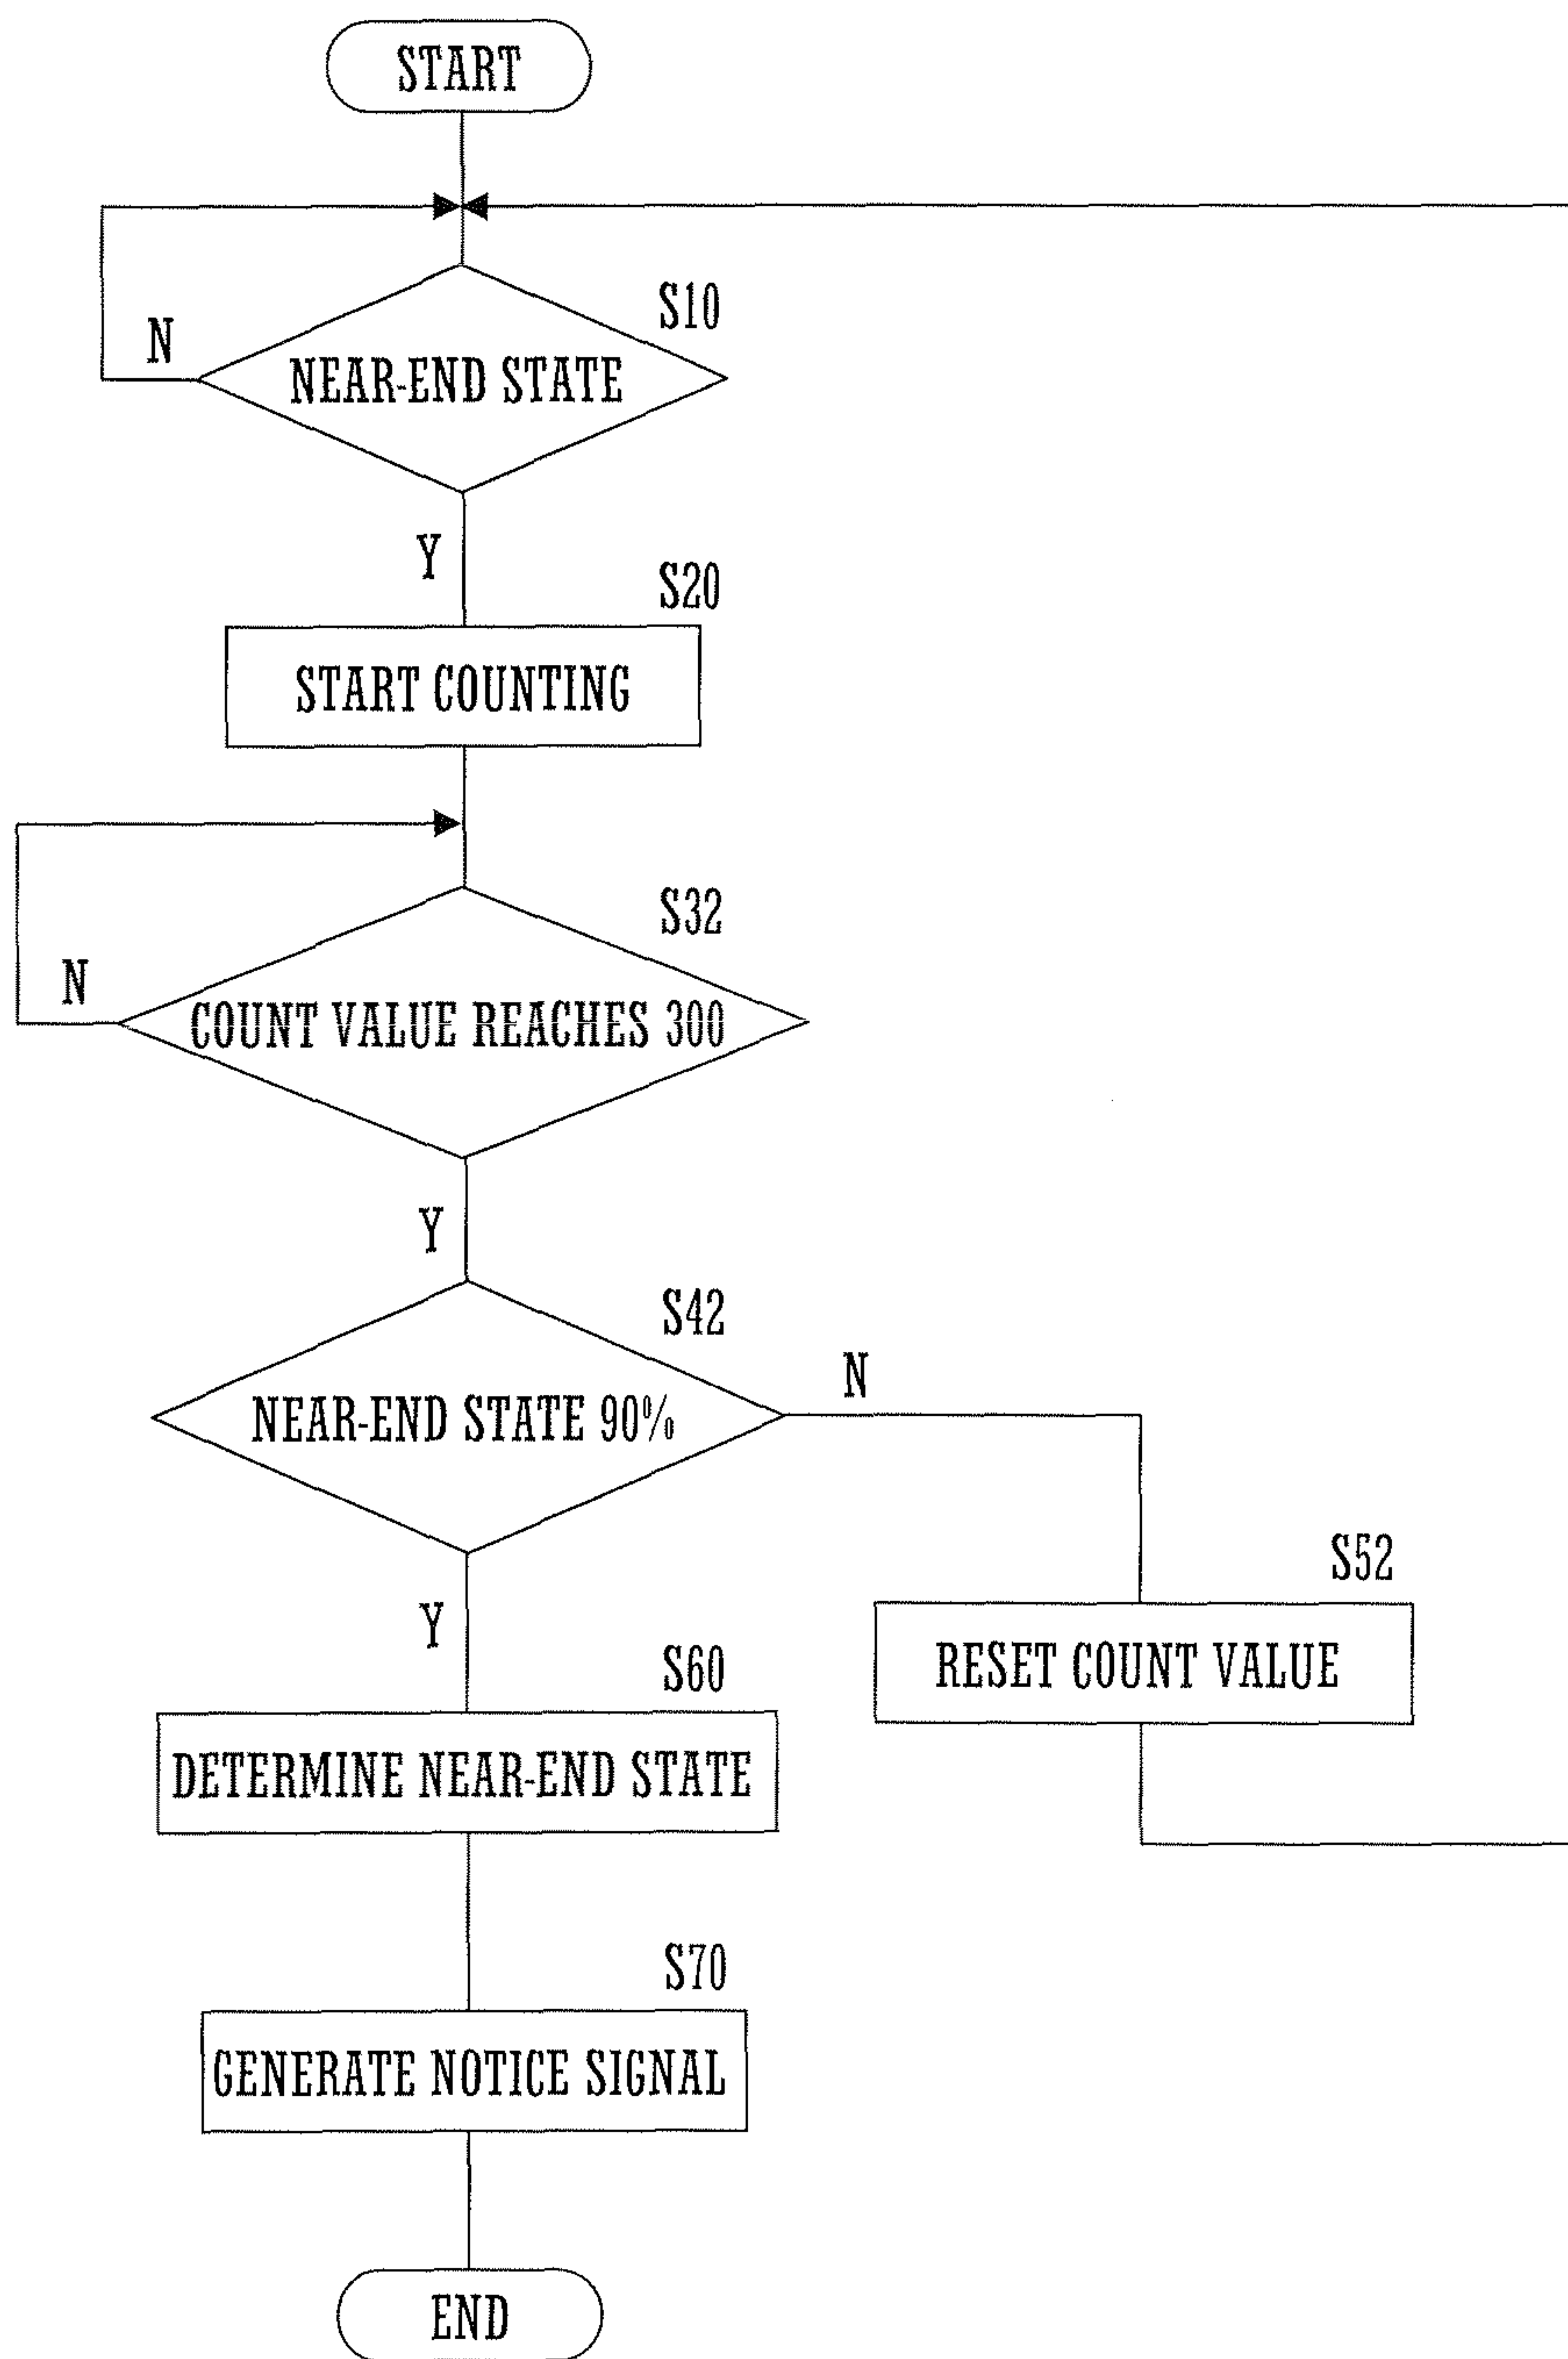 START
S10
N
NEAR-END STATE
Y
S20
START COUNTING
S32
N
COUNT VALUE REACHES 300
Y
S42
N
NEAR-END STATE 90%
S52
Y
RESET COUNT VALUE
S60
DETERMINE NEAR-END STATE
S70
GENERATE NOTICE SIGNAL
END